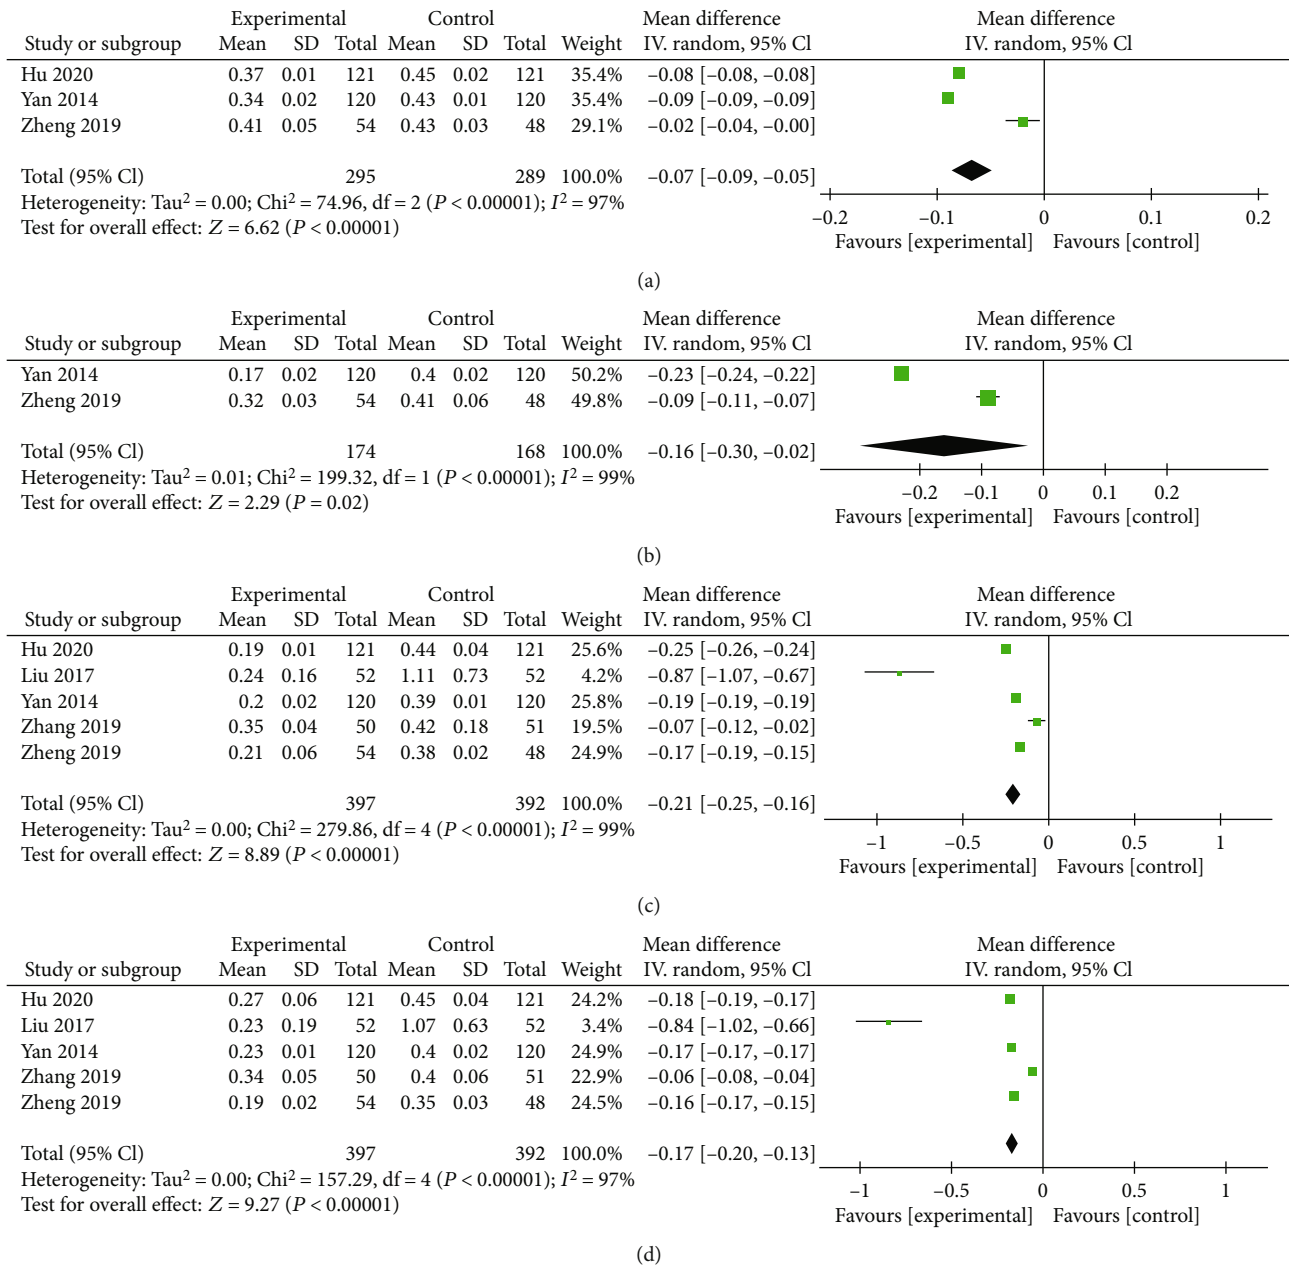 Experimental Control Mean difference Mean difference
Study or subgroup Mean SD Total Mean SD Total Weight IV. random, 95% Cl IV. random, 95% Cl
Hu 2020 0.37 0.01 121 0.45 0.02 121 35.4% –0.08 [–0.08, –0.08]
Yan 2014 0.34 0.02 120 0.43 0.01 120 35.4% –0.09 [–0.09, –0.09]
Zheng 2019 0.41 0.05 54 0.43 0.03 48 29.1% –0.02 [–0.04, –0.00]
Total (95% Cl) 295 289 100.0% –0.07 [–0.09, –0.05]
Heterogeneity: Tau² = 0.00; Chi² = 74.96, df = 2 (P < 0.00001); I² = 97%
Test for overall effect: Z = 6.62 (P < 0.00001)
–0.2 –0.1 0 0.1 0.2
Favours [experimental] Favours [control]
(a)
Experimental Control Mean difference Mean difference
Study or subgroup Mean SD Total Mean SD Total Weight IV. random, 95% Cl IV. random, 95% Cl
Yan 2014 0.17 0.02 120 0.4 0.02 120 50.2% –0.23 [–0.24, –0.22]
Zheng 2019 0.32 0.03 54 0.41 0.06 48 49.8% –0.09 [–0.11, –0.07]
Total (95% Cl) 174 168 100.0% –0.16 [–0.30, –0.02]
Heterogeneity: Tau² = 0.01; Chi² = 199.32, df = 1 (P < 0.00001); I² = 99%
Test for overall effect: Z = 2.29 (P = 0.02)
–0.2 –0.1 0 0.1 0.2
Favours [experimental] Favours [control]
(b)
Experimental Control Mean difference Mean difference
Study or subgroup Mean SD Total Mean SD Total Weight IV. random, 95% Cl IV. random, 95% Cl
Hu 2020 0.19 0.01 121 0.44 0.04 121 25.6% –0.25 [–0.26, –0.24]
Liu 2017 0.24 0.16 52 1.11 0.73 52 4.2% –0.87 [–1.07, –0.67]
Yan 2014 0.2 0.02 120 0.39 0.01 120 25.8% –0.19 [–0.19, –0.19]
Zhang 2019 0.35 0.04 50 0.42 0.18 51 19.5% –0.07 [–0.12, –0.02]
Zheng 2019 0.21 0.06 54 0.38 0.02 48 24.9% –0.17 [–0.19, –0.15]
Total (95% Cl) 397 392 100.0% –0.21 [–0.25, –0.16]
Heterogeneity: Tau² = 0.00; Chi² = 279.86, df = 4 (P < 0.00001); I² = 99%
Test for overall effect: Z = 8.89 (P < 0.00001)
–1 –0.5 0 0.5 1
Favours [experimental] Favours [control]
(c)
Experimental Control Mean difference Mean difference
Study or subgroup Mean SD Total Mean SD Total Weight IV. random, 95% Cl IV. random, 95% Cl
Hu 2020 0.27 0.06 121 0.45 0.04 121 24.2% –0.18 [–0.19, –0.17]
Liu 2017 0.23 0.19 52 1.07 0.63 52 3.4% –0.84 [–1.02, –0.66]
Yan 2014 0.23 0.01 120 0.4 0.02 120 24.9% –0.17 [–0.17, –0.17]
Zhang 2019 0.34 0.05 50 0.4 0.06 51 22.9% –0.06 [–0.08, –0.04]
Zheng 2019 0.19 0.02 54 0.35 0.03 48 24.5% –0.16 [–0.17, –0.15]
Total (95% Cl) 397 392 100.0% –0.17 [–0.20, –0.13]
Heterogeneity: Tau² = 0.00; Chi² = 157.29, df = 4 (P < 0.00001); I² = 97%
Test for overall effect: Z = 9.27 (P < 0.00001)
–1 –0.5 0 0.5 1
Favours [experimental] Favours [control]
(d)